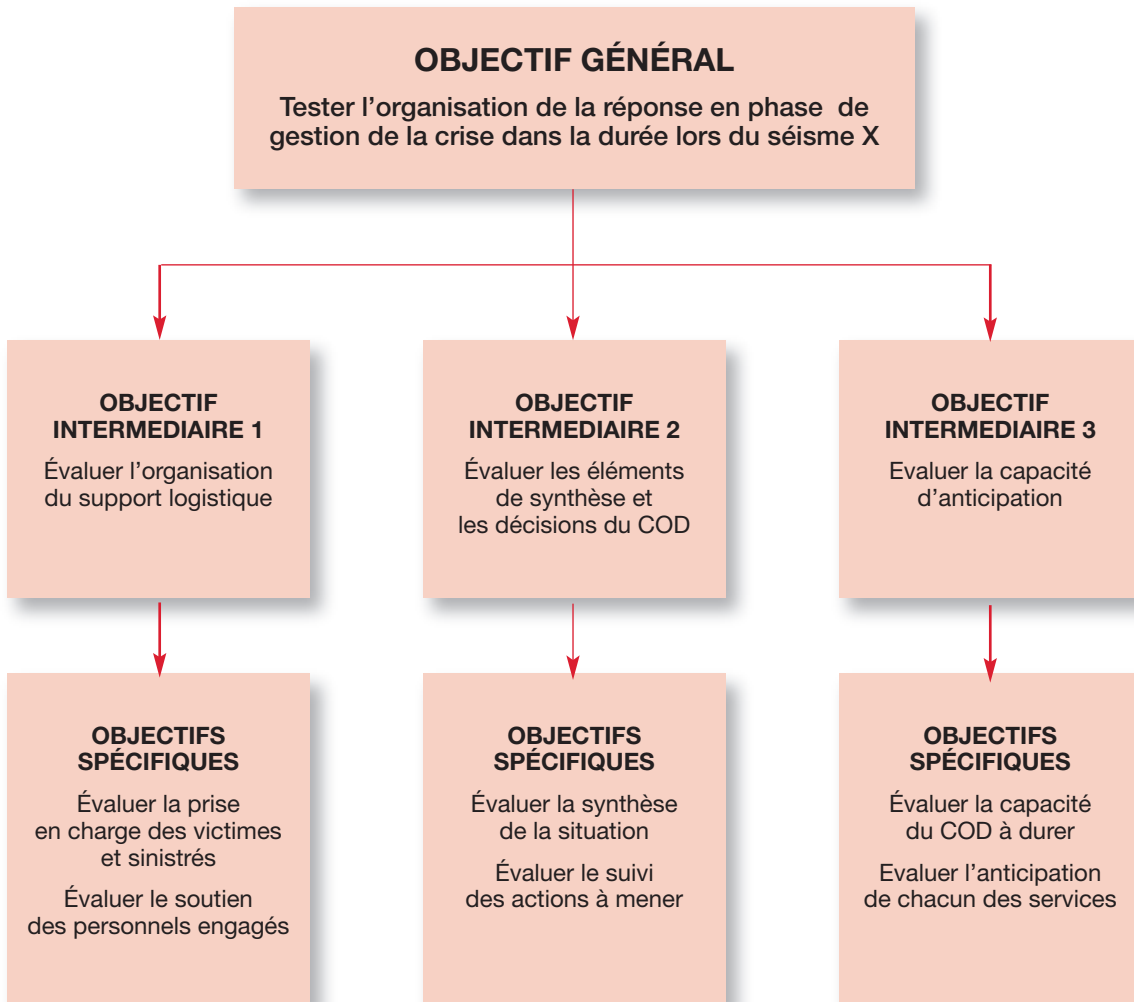 OBJECTIF GÉNÉRAL
Tester l’organisation de la réponse en phase de
gestion de la crise dans la durée lors du séisme X
OBJECTIF
INTERMEDIAIRE 1
Évaluer l’organisation
du support logistique
OBJECTIF
INTERMEDIAIRE 2
Évaluer les éléments
de synthèse et
les décisions du COD
OBJECTIF
INTERMEDIAIRE 3
Evaluer la capacité
d’anticipation
OBJECTIFS
SPÉCIFIQUES
Évaluer la prise
en charge des victimes
et sinistrés
Évaluer le soutien
des personnels engagés
OBJECTIFS
SPÉCIFIQUES
Évaluer la synthèse
de la situation
Évaluer le suivi
des actions à mener
OBJECTIFS
SPÉCIFIQUES
Évaluer la capacité
du COD à durer
Evaluer l’anticipation
de chacun des services